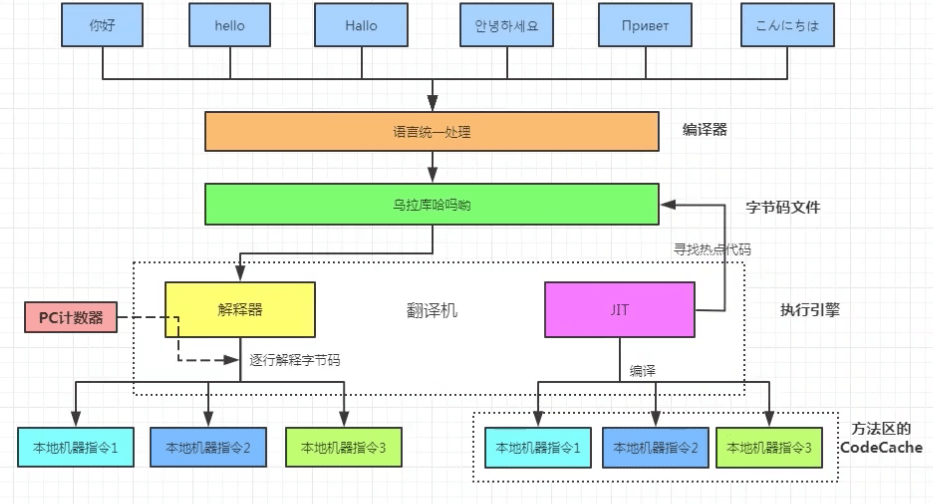 你好
hello
Hallo
안녕하세요
Привет
こんにちは
语言统一处理
编译器
乌拉库哈吗哟
字节码文件
寻找热点代码
PC计数器
解释器
翻译机
JIT
执行引擎
逐行解释字节码
编译
本地机器指令1
本地机器指令2
本地机器指令3
本地机器指令1
本地机器指令2
本地机器指令3
方法区的
CodeCache